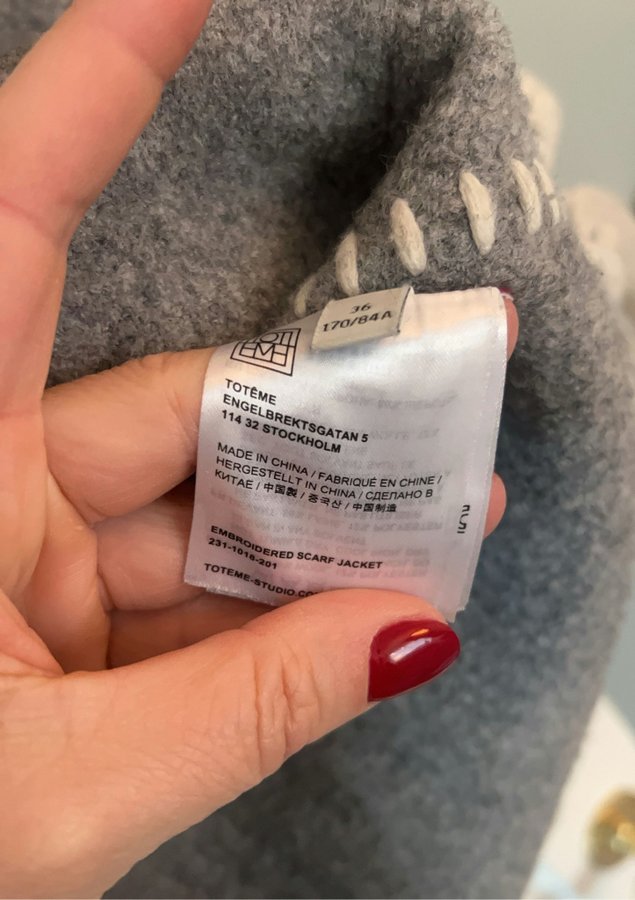 36
170/84A
TOTÊME
ENGELBREKTSGATAN 5
114 32 STOCKHOLM
MADE IN CHINA / FABRIQUÉ EN CHINE /
HERGESTELLT IN CHINA / СДЕЛАНО В
КИТАЕ / 中国製 / 중국산 / 中国制造
EMBROIDERED SCARF JACKET
231-1018-201
TOTEME-STUDIO.CO